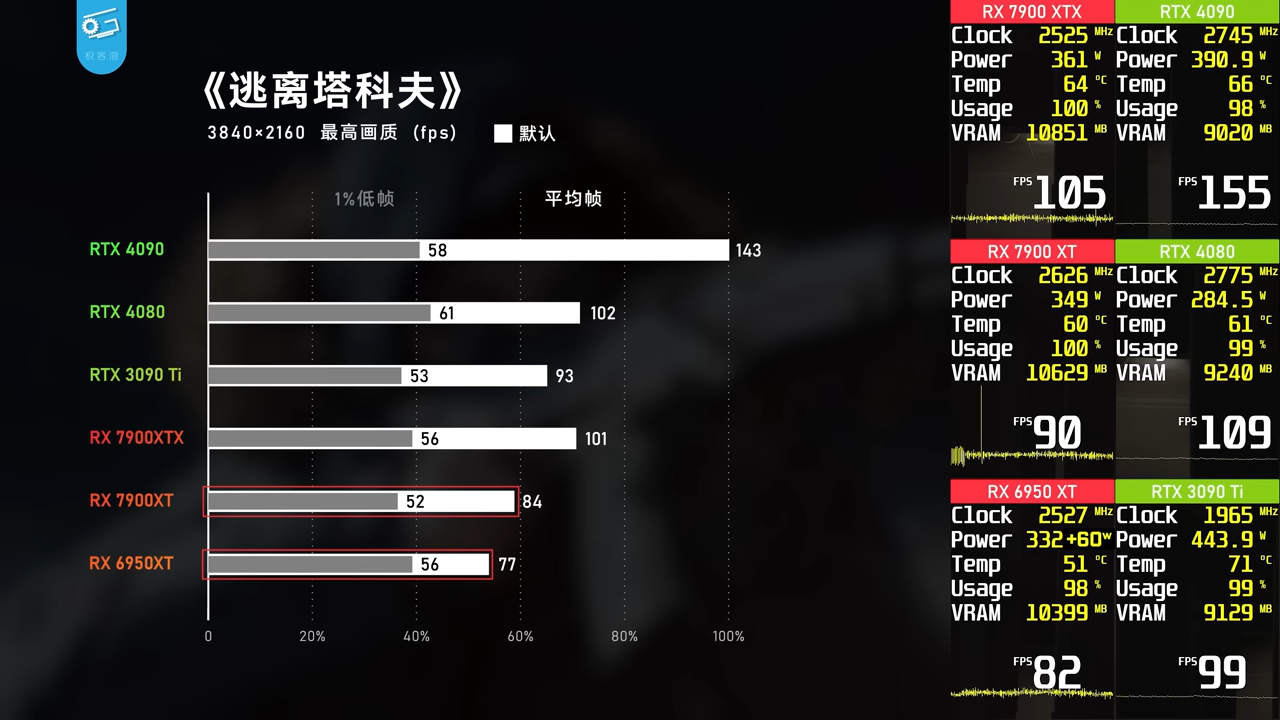 极客湾
《逃离塔科夫》
3840×2160 最高画质 (fps) 默认
1%低帧 平均帧
RTX 4090 58 143
RTX 4080 61 102
RTX 3090 Ti 53 93
RX 7900XTX 56 101
RX 7900XT 52 84
RX 6950XT 56 77
0 20% 40% 60% 80% 100%
RX 7900 XTX
Clock 2525 MHz
Power 361 W
Temp 64 °C
Usage 100 %
VRAM 10851 MB
FPS 105
RTX 4090
Clock 2745 MHz
Power 390.9 W
Temp 66 °C
Usage 98 %
VRAM 9020 MB
FPS 155
RX 7900 XT
Clock 2626 MHz
Power 349 W
Temp 60 °C
Usage 100 %
VRAM 10629 MB
FPS 90
RTX 4080
Clock 2775 MHz
Power 284.5 W
Temp 61 °C
Usage 99 %
VRAM 9240 MB
FPS 109
RX 6950 XT
Clock 2527 MHz
Power 332+60W
Temp 51 °C
Usage 98 %
VRAM 10399 MB
FPS 82
RTX 3090 Ti
Clock 1965 MHz
Power 443.9 W
Temp 71 °C
Usage 99 %
VRAM 9129 MB
FPS 99